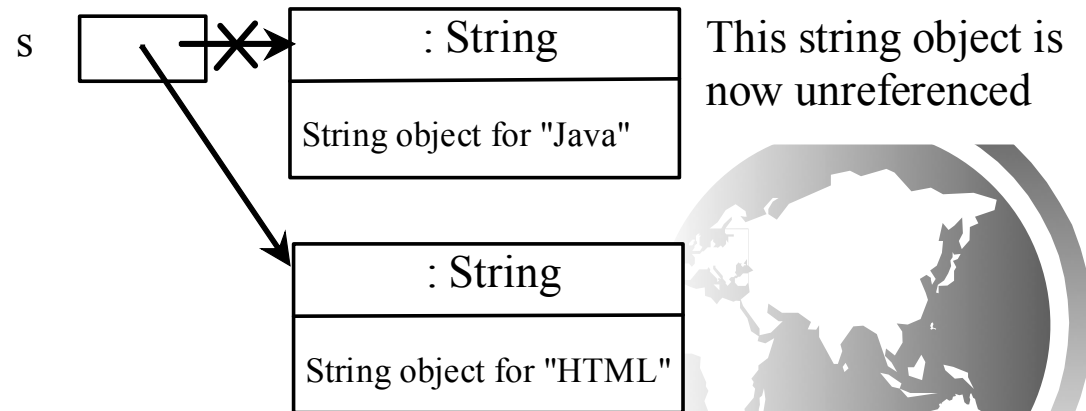 s
: String
String object for "Java"
This string object is
now unreferenced
: String
String object for "HTML"